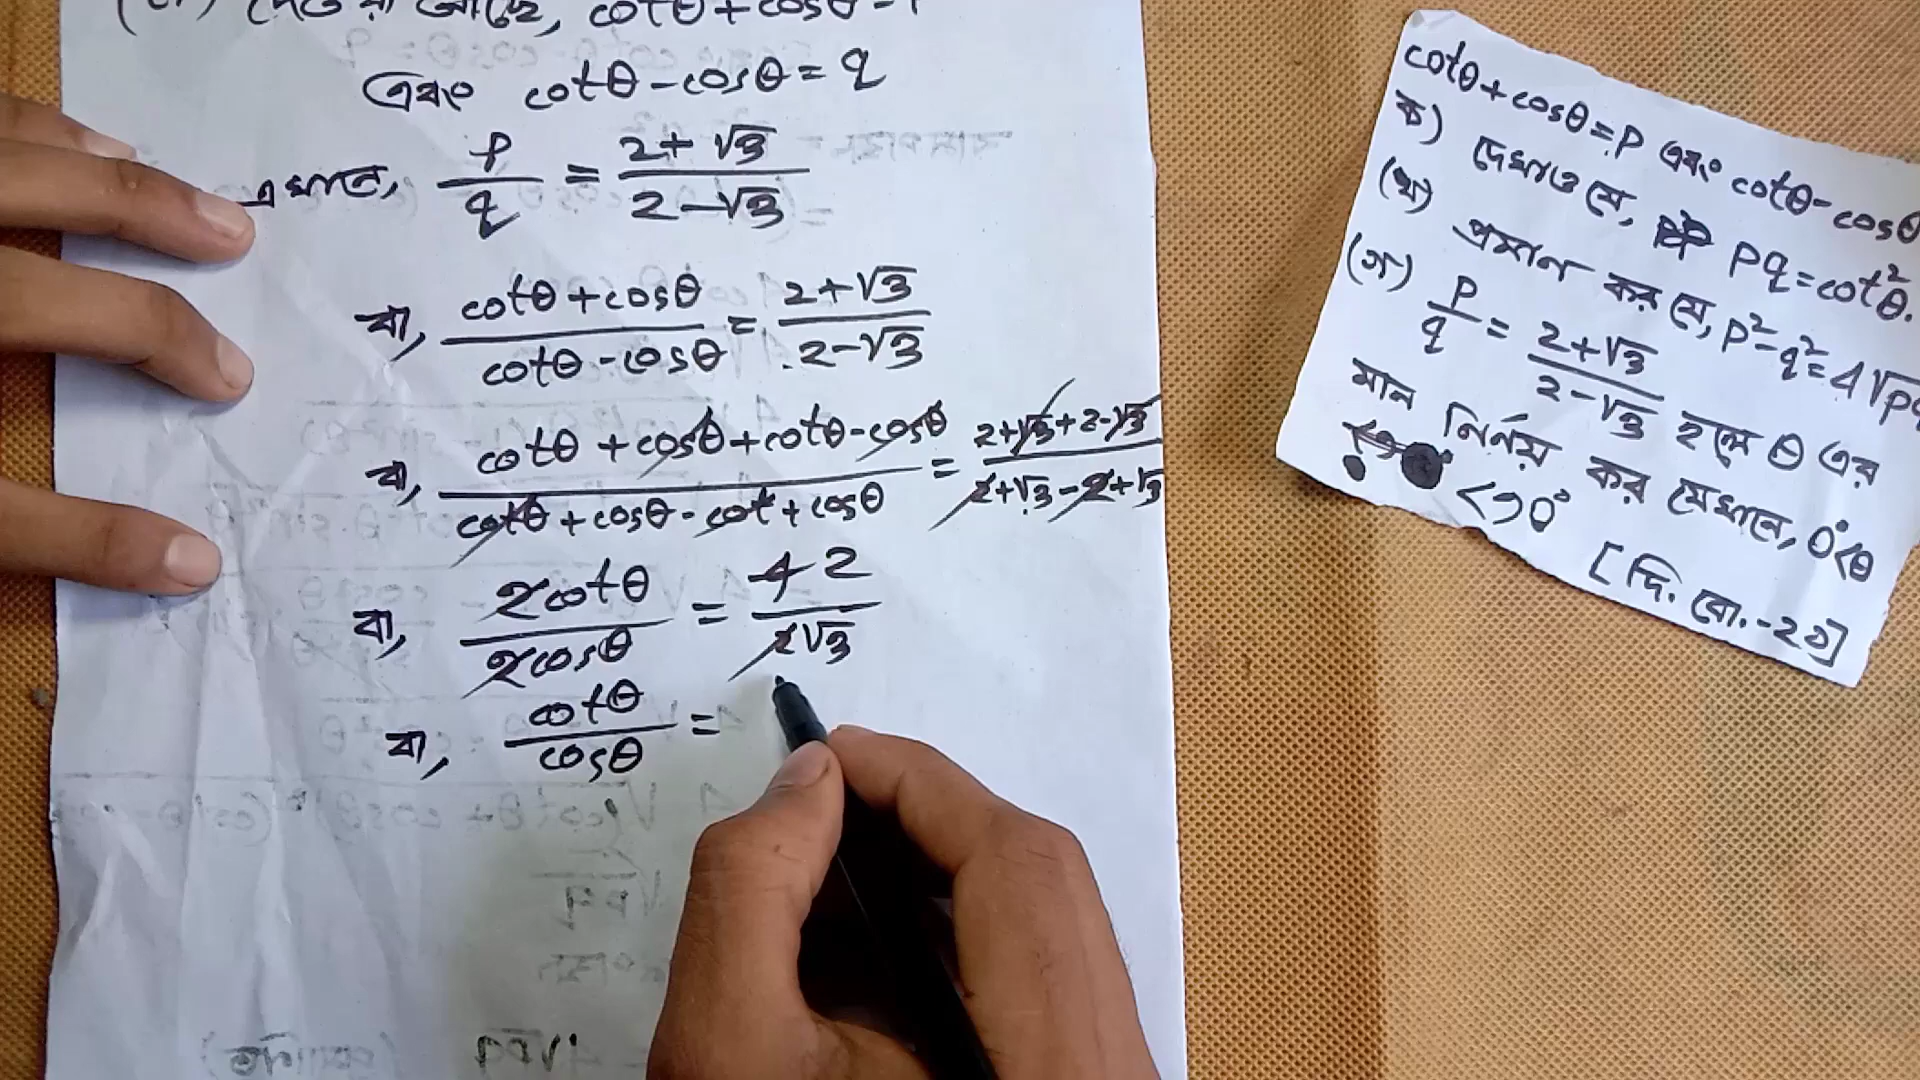 দেওয়া আছে, cotθ + cosθ = P
এবং cotθ - cosθ = q
এখানে, p/q = (2+√3)/(2-√3)
বা, (cotθ + cosθ)/(cotθ - cosθ) = (2+√3)/(2-√3)
বা, (cotθ + cosθ + cotθ - cosθ)/(cotθ + cosθ - cot + cosθ) = (2+√3+2-√3)/(2+√3-2+√3)
বা, 2cotθ/2cosθ = 4 2/2√3
বা, cotθ/cosθ =
cotθ + cosθ = P এবং cotθ - cosθ
ক) দেখাও যে, Pq = cot²θ.
(খ) প্রমাণ কর যে, P² - q² = 4√pq
(গ) P/q = (2+√3)/(2-√3) হলে θ এর
মান নির্নয় কর যেখানে, 0°<θ
<90°
[দি. বো.-21]